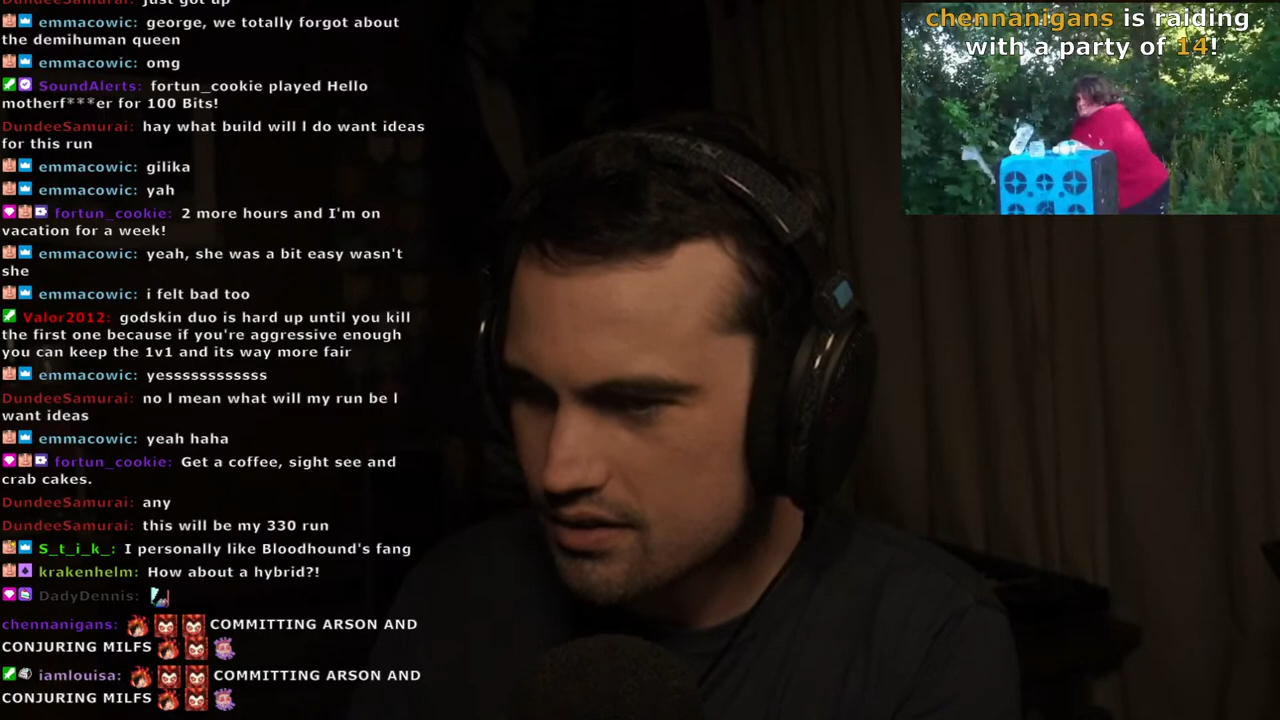 just got up
emmacowic: george, we totally forgot about
the demihuman queen
emmacowic: omg
SoundAlerts: fortun_cookie played Hello
motherf***er for 100 Bits!
DundeeSamurai: hay what build will l do want ideas
for this run
emmacowic: gilika
emmacowic: yah
fortun_cookie: 2 more hours and I'm on
vacation for a week!
emmacowic: yeah, she was a bit easy wasn't
she
emmacowic: i felt bad too
Valor2012: godskin duo is hard up until you kill
the first one because if you're aggressive enough
you can keep the 1v1 and its way more fair
emmacowic: yesssssssssss
DundeeSamurai: no l mean what will my run be l
want ideas
emmacowic: yeah haha
fortun_cookie: Get a coffee, sight see and
crab cakes.
DundeeSamurai: any
DundeeSamurai: this will be my 330 run
S_t_i_k_: I personally like Bloodhound's fang
krakenhelm: How about a hybrid?!
DadyDennis:
chennanigans: COMMITTING ARSON AND
CONJURING MILFS
iamlouisa: COMMITTING ARSON AND
CONJURING MILFS
chennanigans is raiding
with a party of 14!